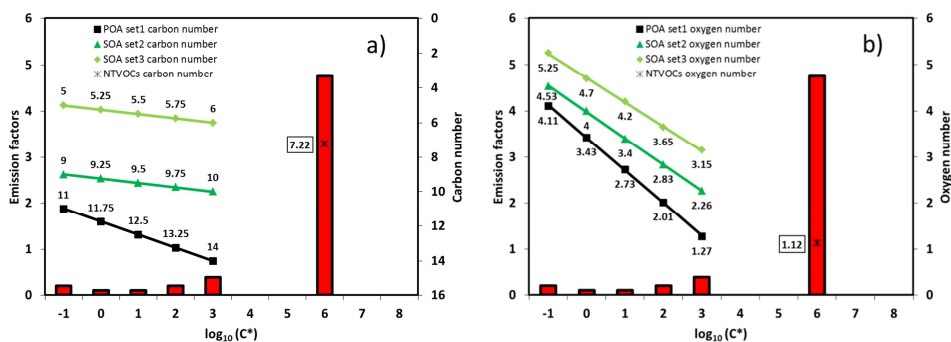 POA set1 carbon number
SOA set2 carbon number
SOA set3 carbon number
NTVOCs carbon number
a)
Emission factors
6
5
4
3
2
1
0
5 5.25 5.5 5.75 6
9 9.25 9.5 9.75 10
11 11.75 12.5 13.25 14
7.22
0
2
4
6
8
10
12
14
16
Carbon number
-1 0 1 2 3 4 5 6 7 8
log10 (C*)
POA set1 oxygen number
SOA set2 oxygen number
SOA set3 oxygen number
NTVOCs oxygen number
b)
Emission factors
6
5
4
3
2
1
0
5.25 4.7 4.2 3.65 3.15
4.53 4 3.4 2.83 2.26
4.11 3.43 2.73 2.01 1.27
1.12
6
5
4
3
2
1
0
Oxygen number
-1 0 1 2 3 4 5 6 7 8
log10 (C*)